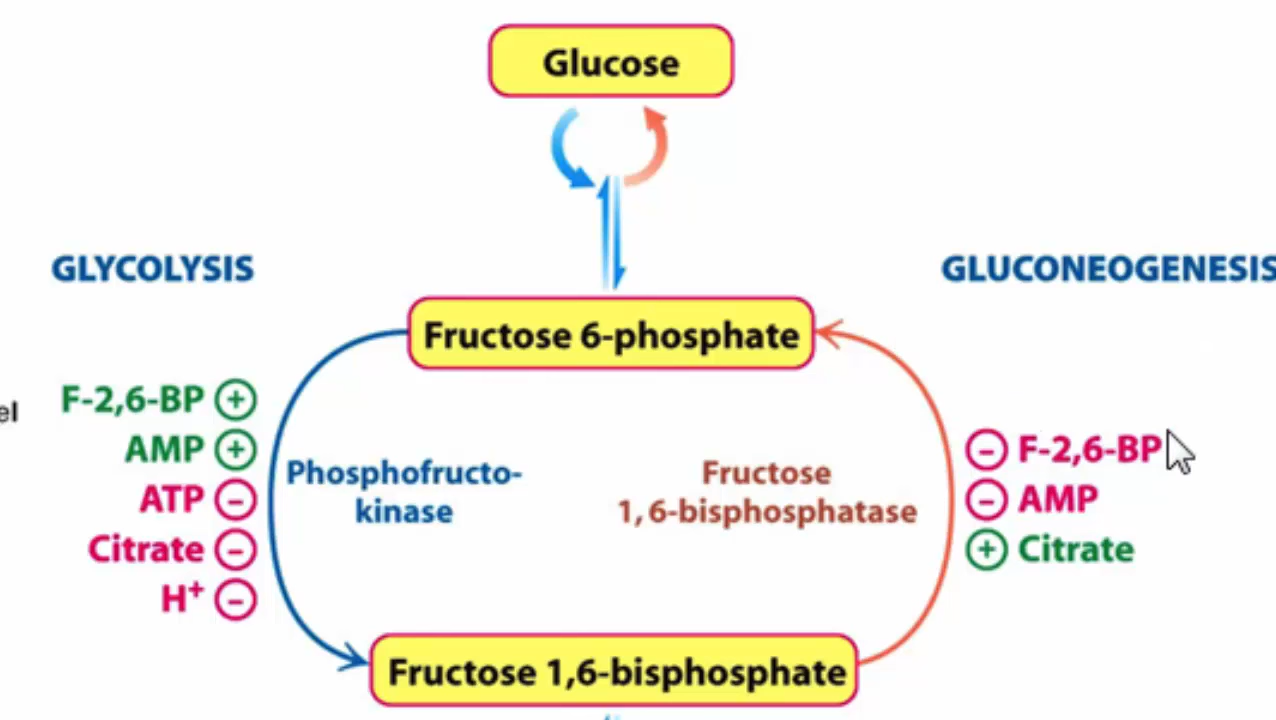 Glucose
GLYCOLYSIS
GLUCONEOGENESIS
Fructose 6-phosphate
el
F-2,6-BP +
AMP +
ATP -
Citrate -
H⁺ -
Phosphofructo-
kinase
Fructose
1,6-bisphosphatase
- F-2,6-BP
- AMP
+ Citrate
Fructose 1,6-bisphosphate